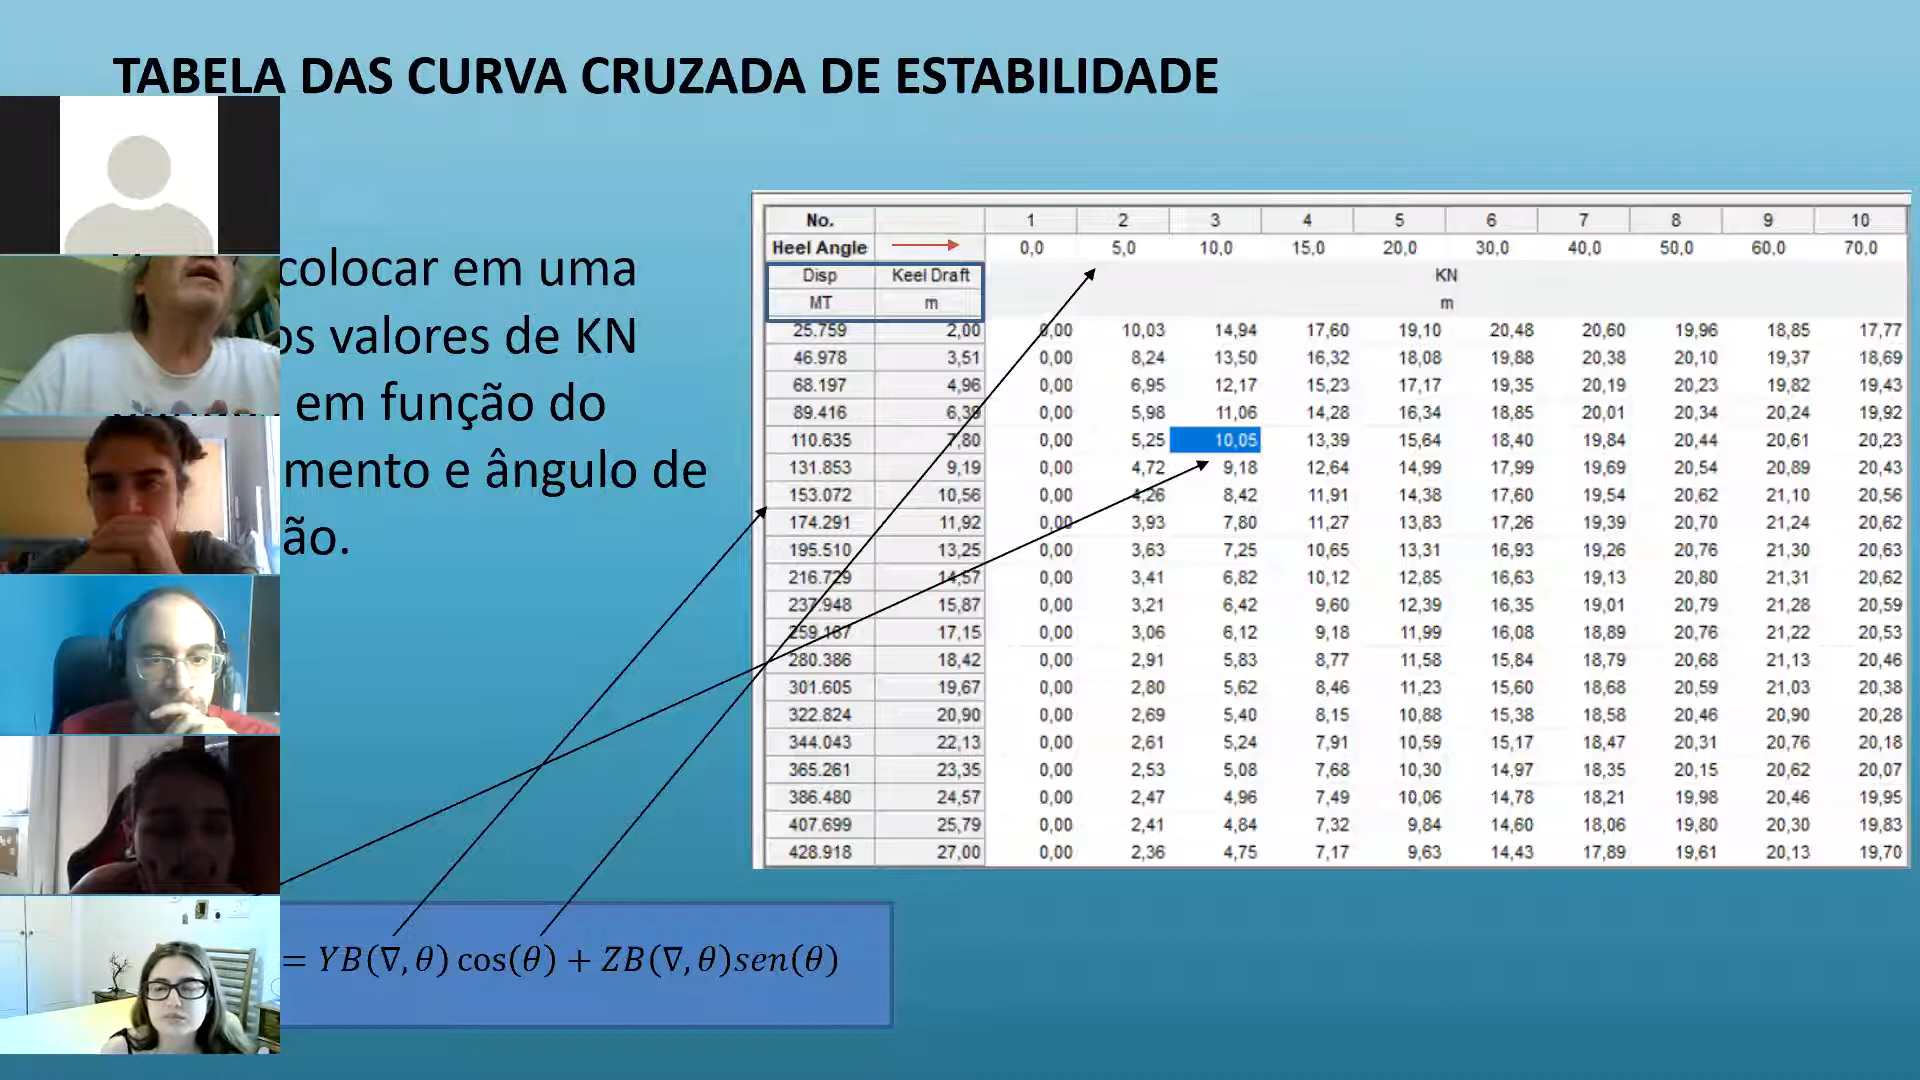 TABELA DAS CURVA CRUZADA DE ESTABILIDADE
colocar em uma
os valores de KN
em função do
mento e ângulo de
ão.
No. 1 2 3 4 5 6 7 8 9 10
Heel Angle 0,0 5,0 10,0 15,0 20,0 30,0 40,0 50,0 60,0 70,0
Disp Keel Draft KN
MT m m
25.759 2,00 0,00 10,03 14,94 17,60 19,10 20,48 20,60 19,96 18,85 17,77
46.978 3,51 0,00 8,24 13,50 16,32 18,08 19,88 20,38 20,10 19,37 18,69
68.197 4,96 0,00 6,95 12,17 15,23 17,17 19,35 20,19 20,23 19,82 19,43
89.416 6,39 0,00 5,98 11,06 14,28 16,34 18,85 20,01 20,34 20,24 19,92
110.635 7,80 0,00 5,25 10,05 13,39 15,64 18,40 19,84 20,44 20,61 20,23
131.853 9,19 0,00 4,72 9,18 12,64 14,99 17,99 19,69 20,54 20,89 20,43
153.072 10,56 0,00 4,26 8,42 11,91 14,38 17,60 19,54 20,62 21,10 20,56
174.291 11,92 0,00 3,93 7,80 11,27 13,83 17,26 19,39 20,70 21,24 20,62
195.510 13,25 0,00 3,63 7,25 10,65 13,31 16,93 19,26 20,76 21,30 20,63
216.729 14,57 0,00 3,41 6,82 10,12 12,85 16,63 19,13 20,80 21,31 20,62
237.948 15,87 0,00 3,21 6,42 9,60 12,39 16,35 19,01 20,79 21,28 20,59
259.167 17,15 0,00 3,06 6,12 9,18 11,99 16,08 18,89 20,76 21,22 20,53
280.386 18,42 0,00 2,91 5,83 8,77 11,58 15,84 18,79 20,68 21,13 20,46
301.605 19,67 0,00 2,80 5,62 8,46 11,23 15,60 18,68 20,59 21,03 20,38
322.824 20,90 0,00 2,69 5,40 8,15 10,88 15,38 18,58 20,46 20,90 20,28
344.043 22,13 0,00 2,61 5,24 7,91 10,59 15,17 18,47 20,31 20,76 20,18
365.261 23,35 0,00 2,53 5,08 7,68 10,30 14,97 18,35 20,15 20,62 20,07
386.480 24,57 0,00 2,47 4,96 7,49 10,06 14,78 18,21 19,98 20,46 19,95
407.699 25,79 0,00 2,41 4,84 7,32 9,84 14,60 18,06 19,80 20,30 19,83
428.918 27,00 0,00 2,36 4,75 7,17 9,63 14,43 17,89 19,61 20,13 19,70
= YB(∇, θ) cos(θ) + ZB(∇, θ)sen(θ)